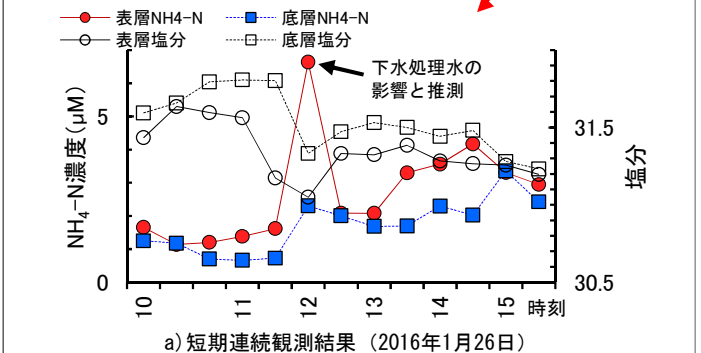 表層NH4-N 底層NH4-N
表層塩分 底層塩分
下水処理水の
影響と推測
NH₄-N濃度(μM)
5
0
塩分
31.5
30.5
10 11 12 13 14 15 時刻
a)短期連続観測結果（2016年1月26日）